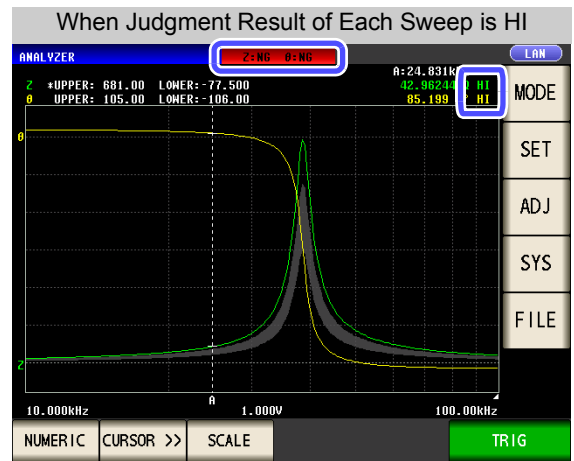 When Judgment Result of Each Sweep is HI
ANALYZER Z:NG θ:NG LAN
A:24.831k
Z *UPPER: 681.00 LOWER:-77.500 42.96244 HI
θ UPPER: 105.00 LOWER:-106.00 85.199 HI
MODE
θ
SET
ADJ
SYS
FILE
Z
A
10.000kHz 1.000V 100.00kHz
NUMERIC CURSOR >> SCALE TRIG